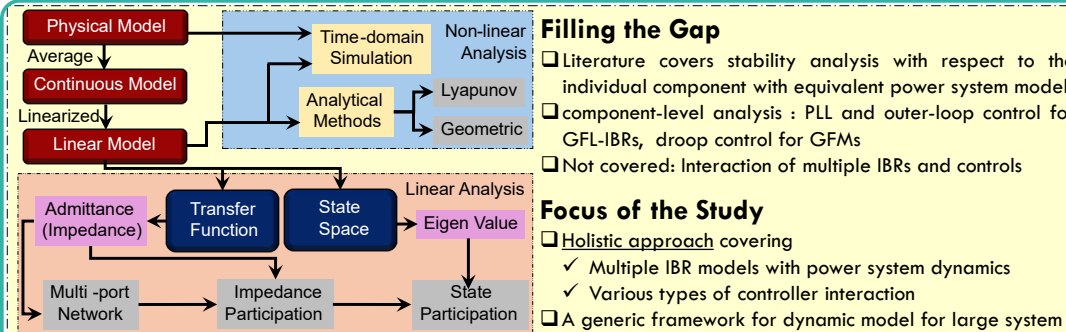 Physical Model
Average
Continuous Model
Linearized
Linear Model
Time-domain
Simulation
Non-linear
Analysis
Analytical
Methods
Lyapunov
Geometric
Linear Analysis
Admittance
(Impedance)
Transfer
Function
State
Space
Eigen Value
Multi -port
Network
Impedance
Participation
State
Participation
Filling the Gap
❑Literature covers stability analysis with respect to the
individual component with equivalent power system model
❑component-level analysis : PLL and outer-loop control fo
GFL-IBRs, droop control for GFMs
❑Not covered: Interaction of multiple IBRs and controls
Focus of the Study
❑Holistic approach covering
✓ Multiple IBR models with power system dynamics
✓ Various types of controller interaction
❑A generic framework for dynamic model for large system